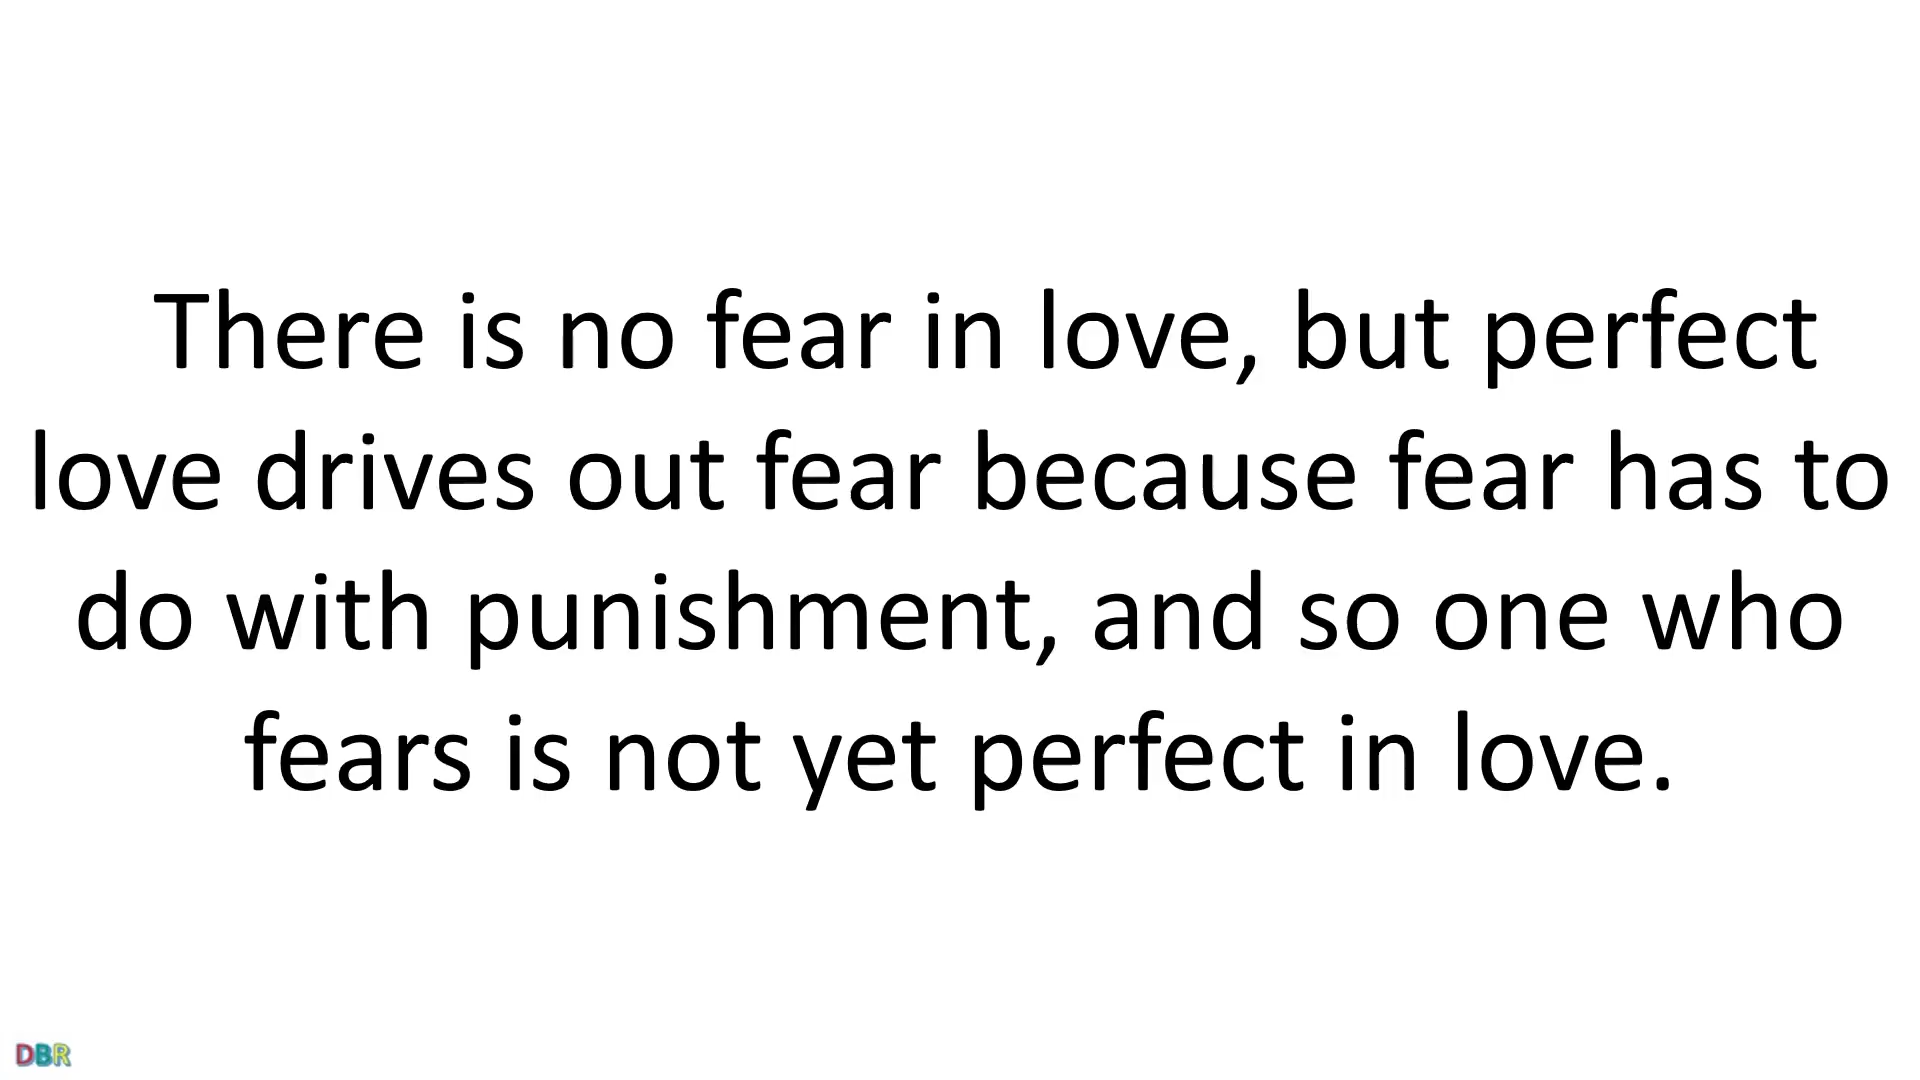 There is no fear in love, but perfect
love drives out fear because fear has to
do with punishment, and so one who
fears is not yet perfect in love.
DBR